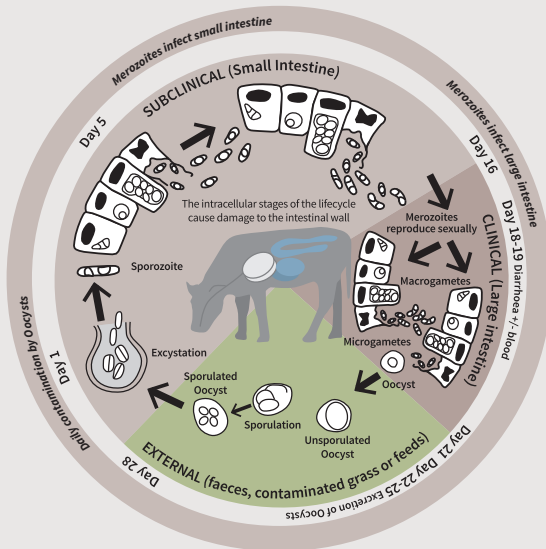 Merozoites infect small intestine
Merozoites infect large intestine
Daily contamination by Oocysts
Day 1
Day 5
Day 16
Day 18-19 Diarrhoea +/- blood
Day 21 Day 22-25 Excretion of Oocysts
Day 28
SUBCLINICAL (Small Intestine)
CLINICAL (Large intestine)
EXTERNAL (faeces, contaminated grass or feeds)
The intracellular stages of the lifecycle
cause damage to the intestinal wall
Merozoites
reproduce sexually
Macrogametes
Microgametes
Oocyst
Unsporulated
Oocyst
Sporulation
Sporulated
Oocyst
Excystation
Sporozoite